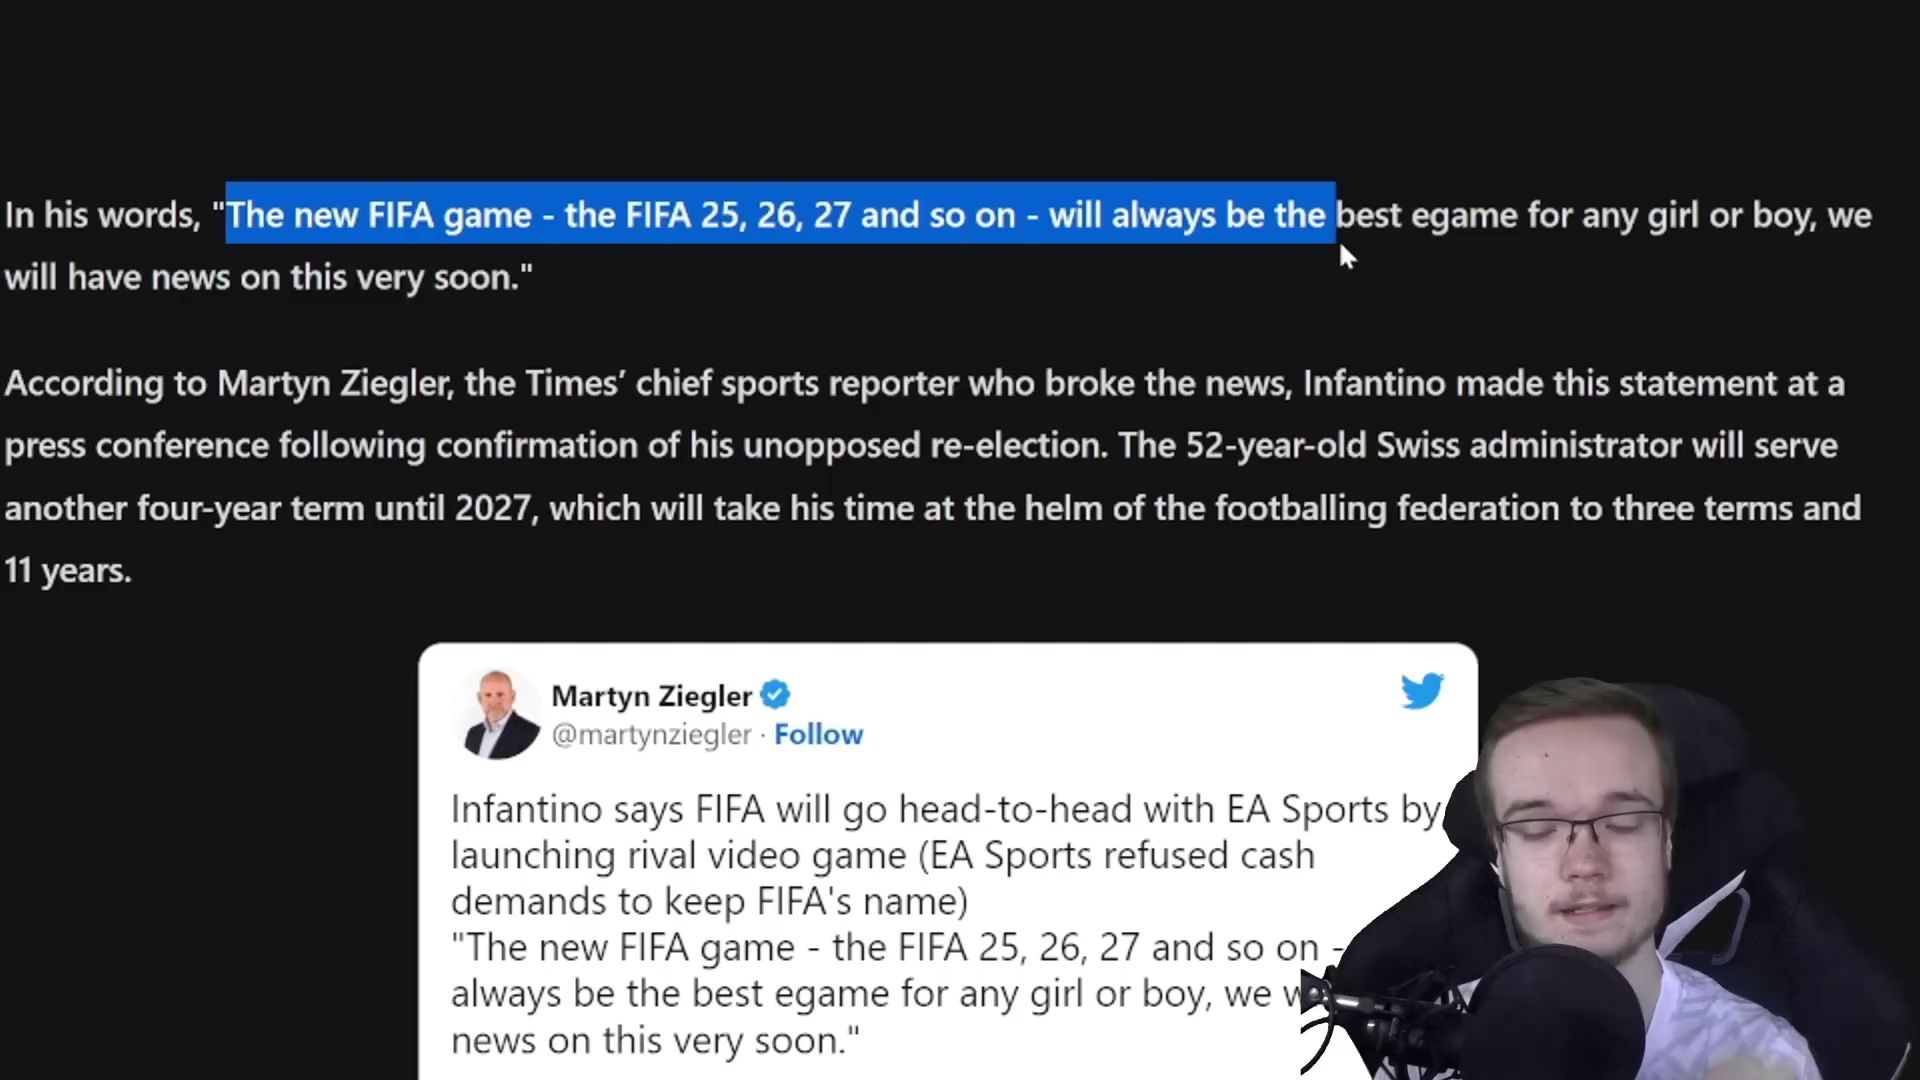 In his words, "The new FIFA game - the FIFA 25, 26, 27 and so on - will always be the best egame for any girl or boy, we
will have news on this very soon."
According to Martyn Ziegler, the Times’ chief sports reporter who broke the news, Infantino made this statement at a
press conference following confirmation of his unopposed re-election. The 52-year-old Swiss administrator will serve
another four-year term until 2027, which will take his time at the helm of the footballing federation to three terms and
11 years.
Martyn Ziegler
@martynziegler · Follow
Infantino says FIFA will go head-to-head with EA Sports by
launching rival video game (EA Sports refused cash
demands to keep FIFA's name)
"The new FIFA game - the FIFA 25, 26, 27 and so on -
always be the best egame for any girl or boy, we
news on this very soon."